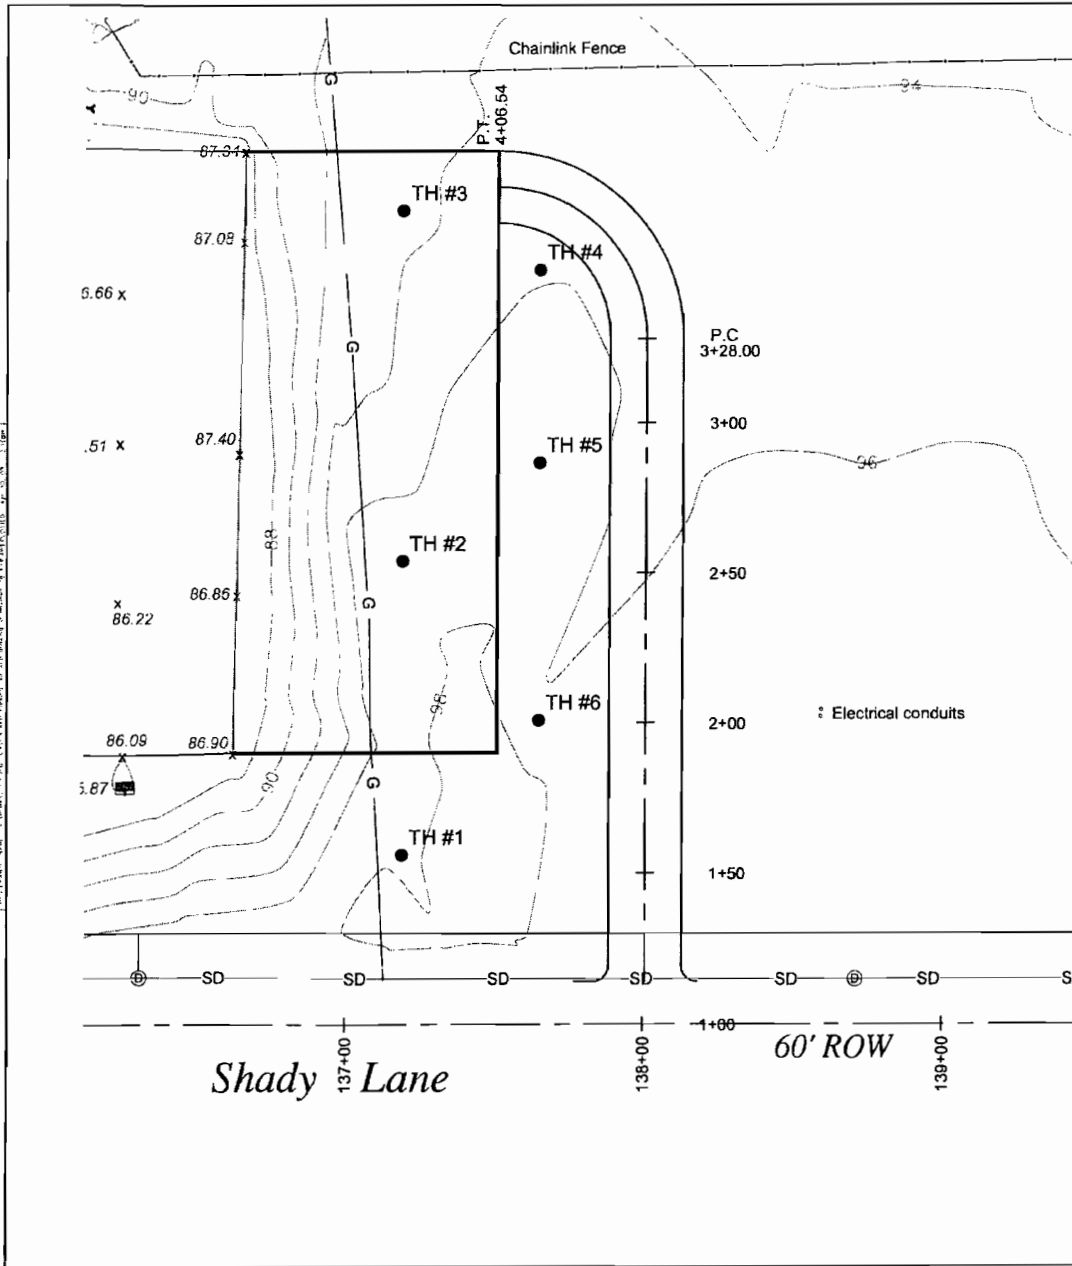 Chainlink Fence
90
94
G
P.T.
4+06.54
Y
87.34
TH #3
87.08
TH #4
6.66 x
P.C
3+28.00
G
3+00
87.40
.51 x
TH #5
96
88
TH #2
2+50
86.85
G
86.22
98
TH #6
Electrical conduits
2+00
86.09
86.90
90
G
5.87
TH #1
1+50
D
SD
SD
SD
SD
SD
D
SD
S
1+00
137+00
138+00
60' ROW
139+00
Shady Lane